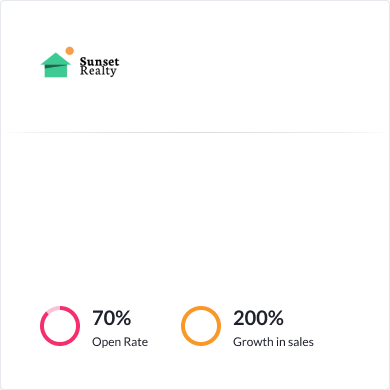 Sunset
Realty
70%
Open Rate
200%
Growth in sales